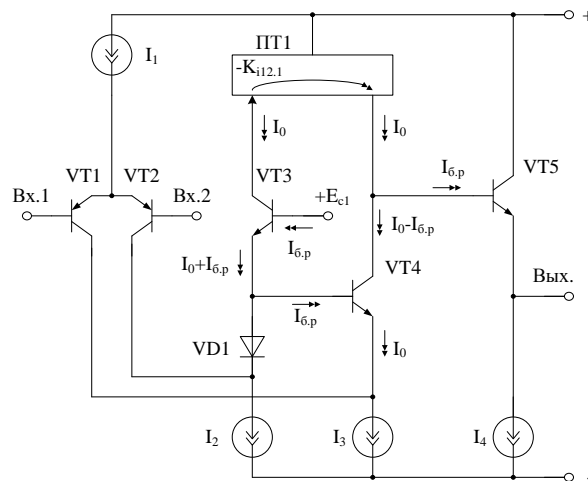 +
ПТ1
I₁
-Kᵢ₁₂.₁
I₀ I₀
VT1 VT2 VT3 Iб.р VT5
Вх.1 Вх.2 +Eс1
Iб.р I₀-Iб.р
I₀+Iб.р VT4 Вых.
Iб.р
VD1 I₀
I₂ I₃ I₄
-